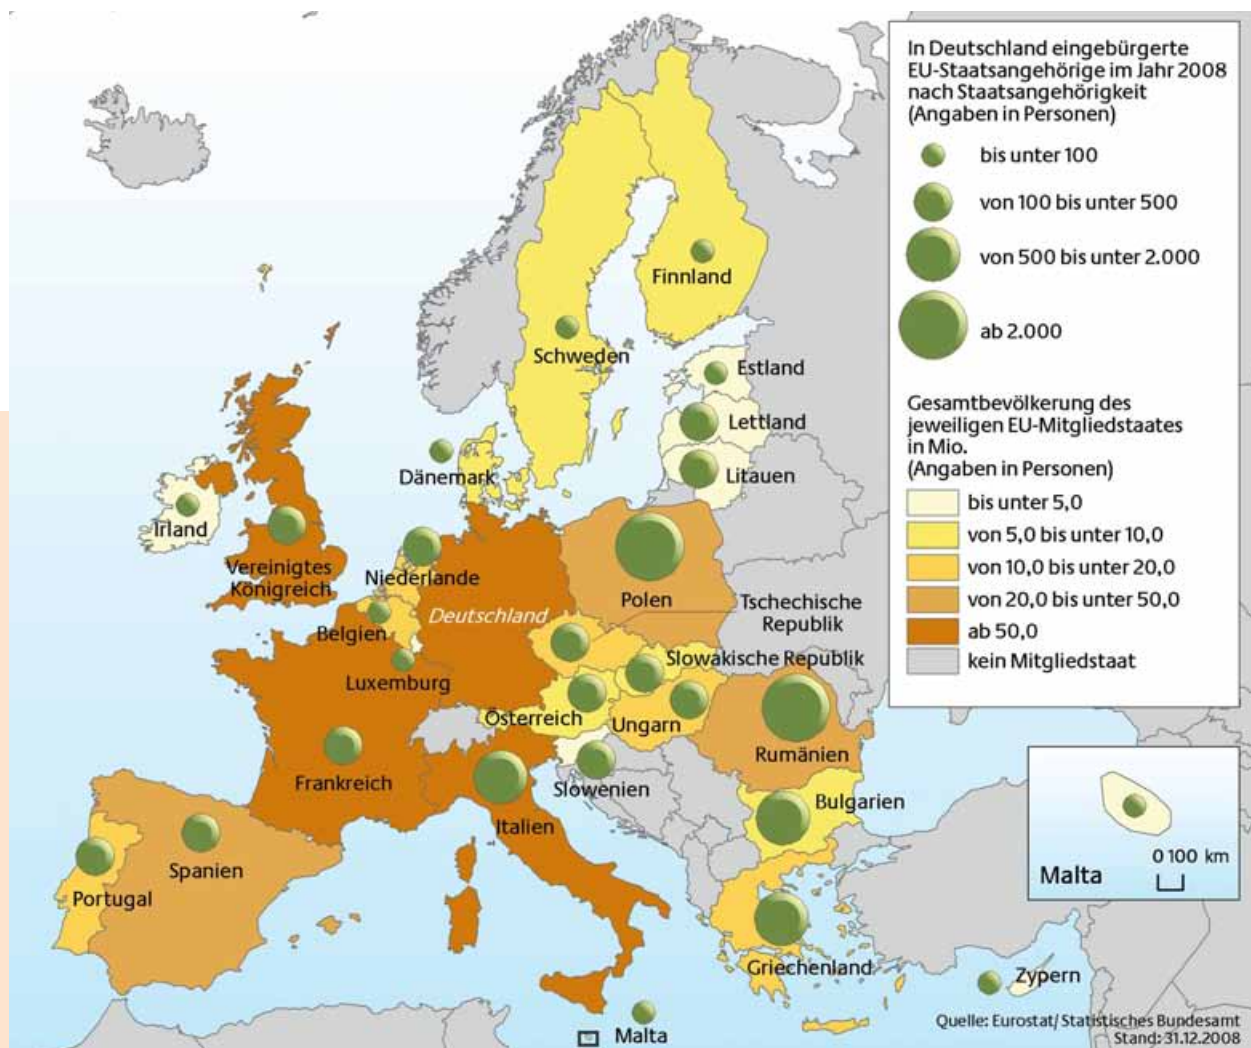 In Deutschland eingebürgerte
EU-Staatsangehörige im Jahr 2008
nach Staatsangehörigkeit
(Angaben in Personen)
bis unter 100
von 100 bis unter 500
von 500 bis unter 2.000
ab 2.000
Gesamtbevölkerung des
jeweiligen EU-Mitgliedstaates
in Mio.
(Angaben in Personen)
bis unter 5,0
von 5,0 bis unter 10,0
von 10,0 bis unter 20,0
von 20,0 bis unter 50,0
ab 50,0
kein Mitgliedstaat
Finnland
Schweden
Estland
Lettland
Litauen
Dänemark
Irland
Vereinigtes
Königreich
Niederlande
Deutschland
Polen
Tschechische
Republik
Belgien
Slowakische Republik
Luxemburg
Österreich
Ungarn
Rumänien
Frankreich
Slowenien
Bulgarien
Italien
Spanien
Portugal
Griechenland
Zypern
Malta
0 100 km
Malta
Quelle: Eurostat/ Statistisches Bundesamt
Stand: 31.12.2008